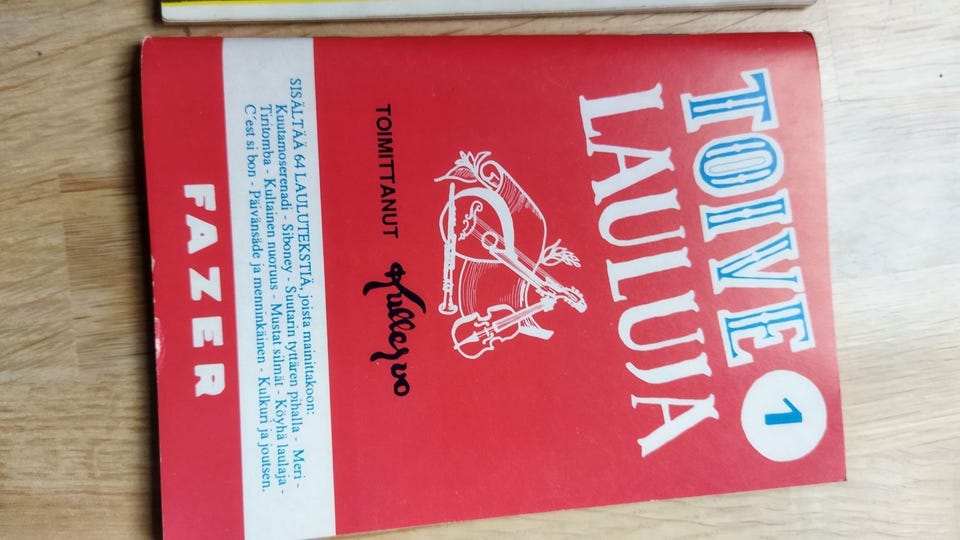 TOIVE 1
LAULUJA
TOIMITTANUT Kullervo
SISÄLTÄÄ 64 LAULUTEKSTIÄ, joista mainittakoon:
Kuutamoserenadi - Siboney - Suutarin tyttären pihalla - Meri -
Tiritomba - Kultainen nuoruus - Mustat silmät - Köyhä laulaja -
C'est si bon - Päivänsäde ja menninkäinen - Kulkuri ja joutsen.
FAZER